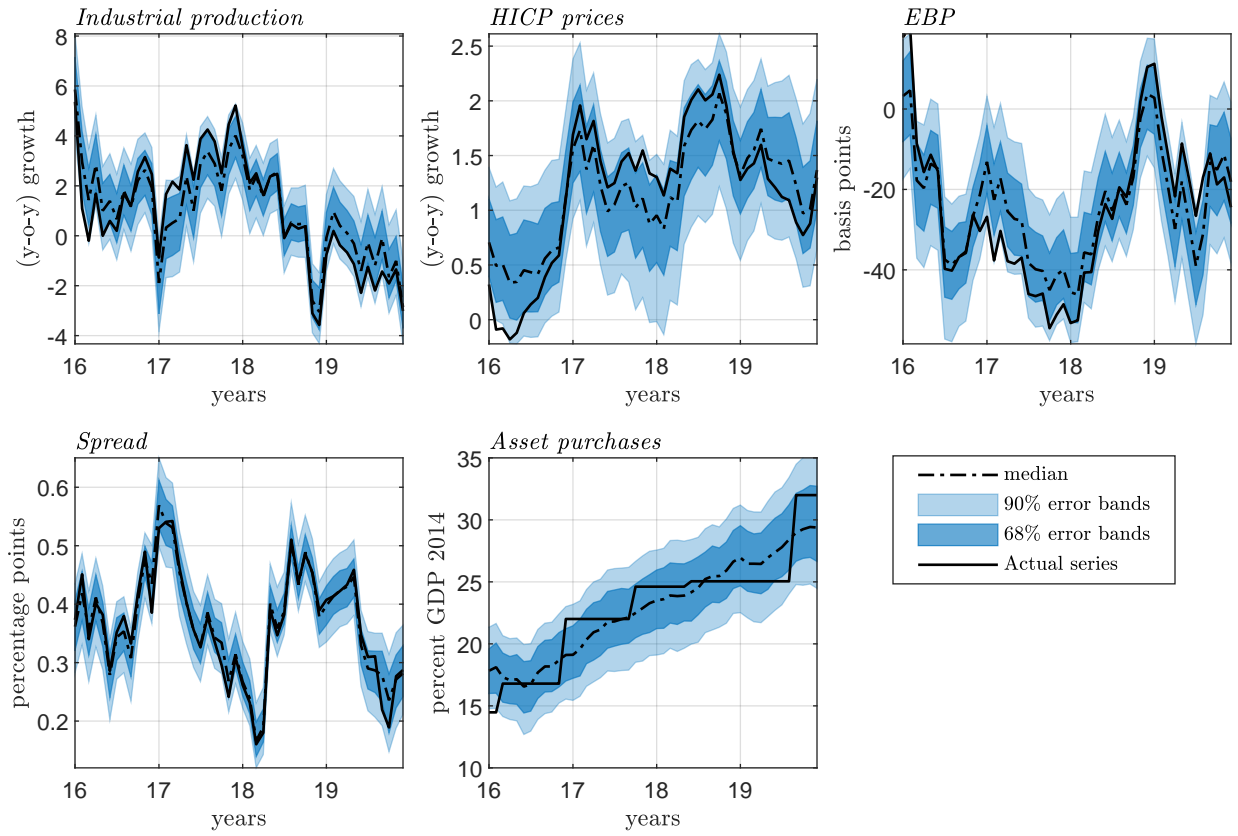 Industrial production
HICP prices
EBP
8
6
4
2
0
-2
-4
(y-o-y) growth
16
17
18
19
years
2.5
2
1.5
1
0.5
0
(y-o-y) growth
16
17
18
19
years
0
-20
-40
basis points
16
17
18
19
years
Spread
Asset purchases
0.6
0.5
0.4
0.3
0.2
percentage points
16
17
18
19
years
35
30
25
20
15
10
percent GDP 2014
16
17
18
19
years
median
90% error bands
68% error bands
Actual series